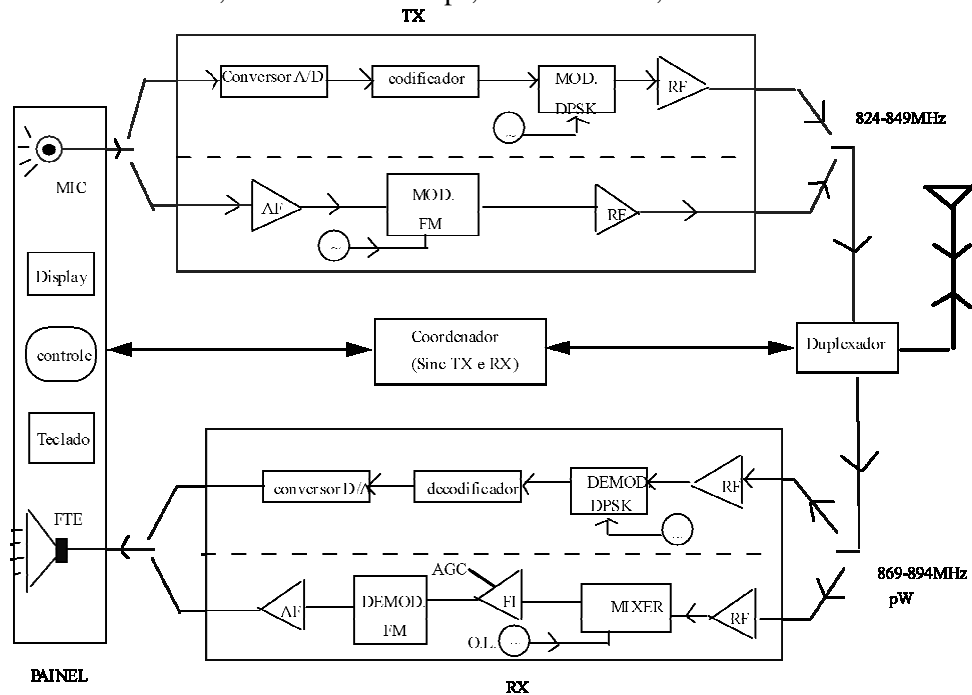 TX
Conversor A/D
codificador
MOD.
DPSK
RF
~
824-849MHz
MIC
AF
MOD.
FM
RF
~
Display
controle
Teclado
Coordenador
(Sinc TX e RX)
Duplexador
conversor D/A
decodificador
DEMOD
DPSK
RF
...
FTE
AGC
AF
DEMOD.
FM
FI
MIXER
RF
O.L.
...
869-894MHz
pW
PAINEL
RX